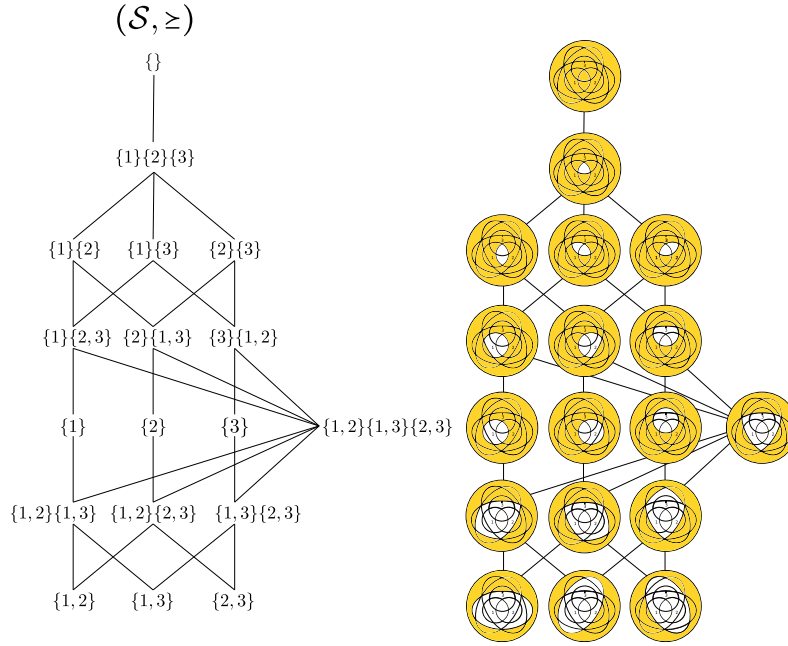 (𝒮, ⪰)
{}
{1}{2}{3}
{1}{2} {1}{3} {2}{3}
{1}{2, 3} {2}{1, 3} {3}{1, 2}
{1} {2} {3} {1, 2}{1, 3}{2, 3}
{1, 2}{1, 3} {1, 2}{2, 3} {1, 3}{2, 3}
{1, 2} {1, 3} {2, 3}